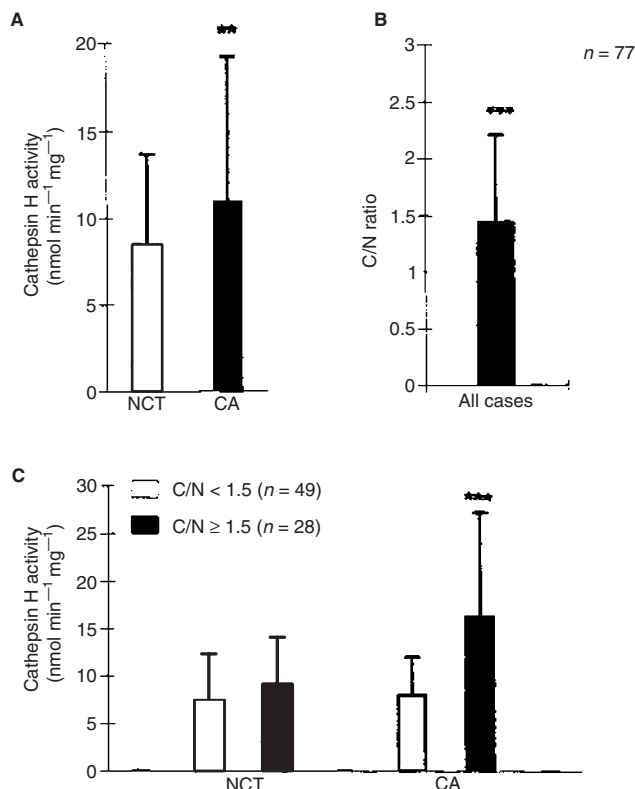 A
Cathepsin H activity
(nmol min⁻¹ mg⁻¹)
20
15
10
5
0
**
NCT CA
B
n = 77
C/N ratio
3
2.5
2
1.5
1
0.5
0
***
All cases
C
Cathepsin H activity
(nmol min⁻¹ mg⁻¹)
30
25
20
15
10
5
0
C/N < 1.5 (n = 49)
C/N ≥ 1.5 (n = 28)
***
NCT CA